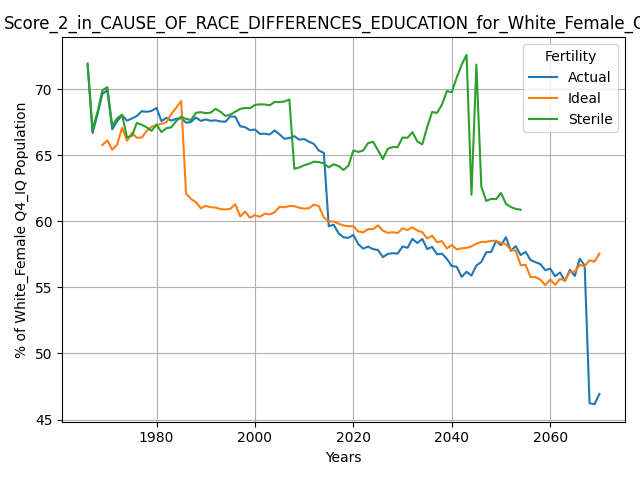 Score_2_in_CAUSE_OF_RACE_DIFFERENCES_EDUCATION_for_White_Female_
% of White_Female Q4_IQ Population
70
65
60
55
50
45
1980
2000
2020
2040
2060
Years
Fertility
Actual
Ideal
Sterile